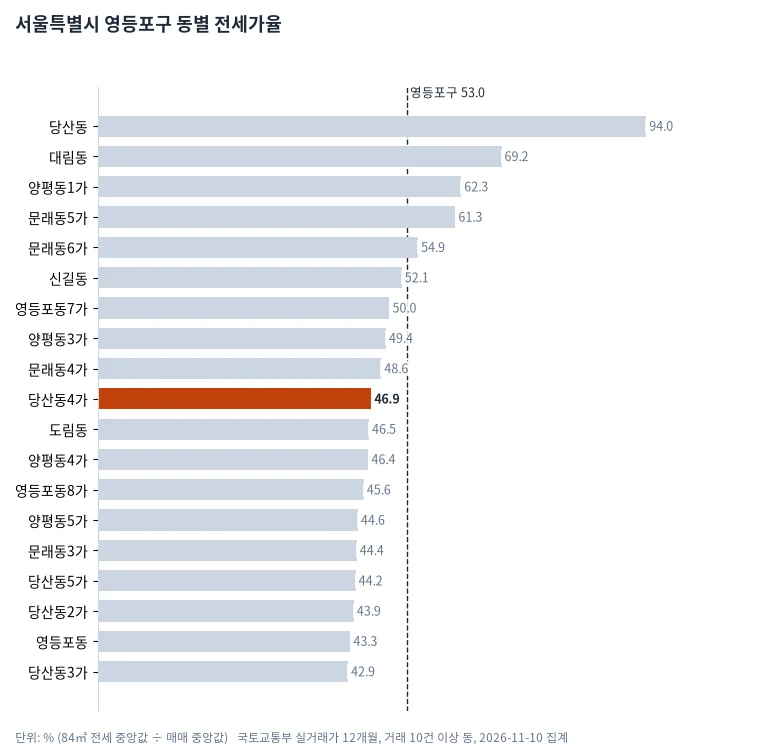 서울특별시 영등포구 동별 전세가율
영등포구 53.0
당산동 94.0
대림동 69.2
양평동1가 62.3
문래동5가 61.3
문래동6가 54.9
신길동 52.1
영등포동7가 50.0
양평동3가 49.4
문래동4가 48.6
당산동4가 46.9
도림동 46.5
양평동4가 46.4
영등포동8가 45.6
양평동5가 44.6
문래동3가 44.4
당산동5가 44.2
당산동2가 43.9
영등포동 43.3
당산동3가 42.9
단위: % (84㎡ 전세 중앙값 ÷ 매매 중앙값) 국토교통부 실거래가 12개월, 거래 10건 이상 동, 2026-11-10 집계